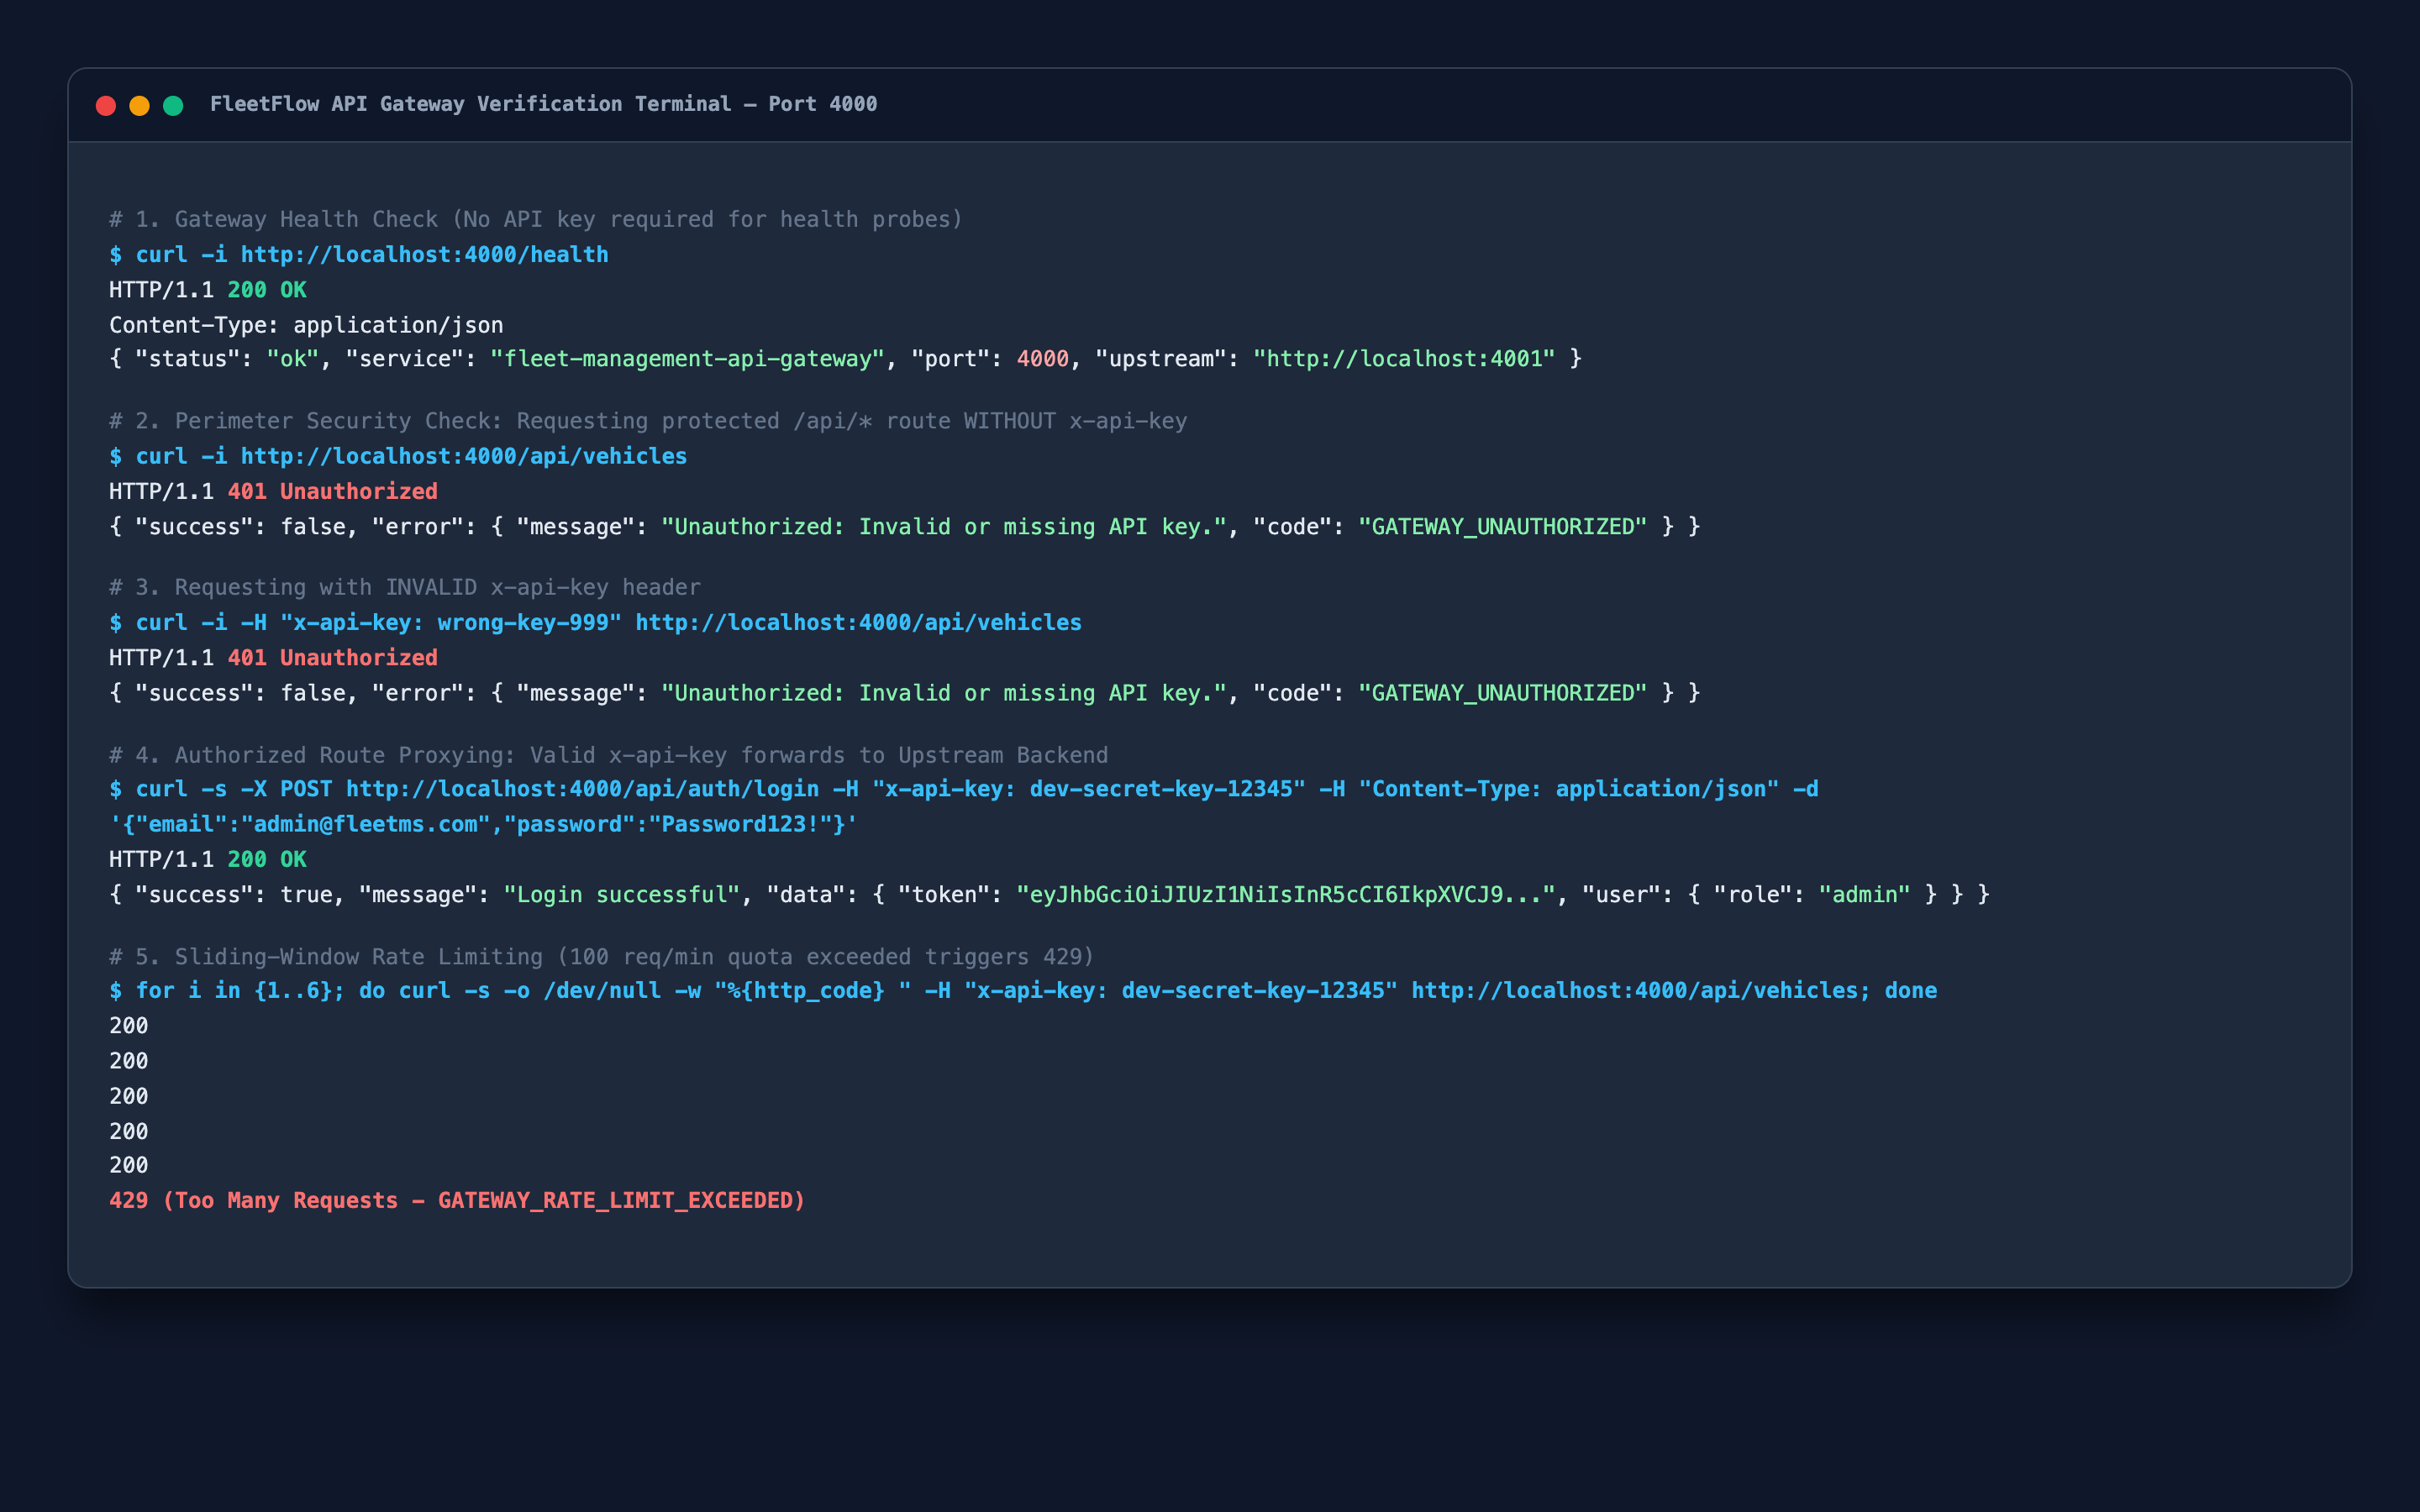 FleetFlow API Gateway Verification Terminal — Port 4000
# 1. Gateway Health Check (No API key required for health probes)
$ curl -i http://localhost:4000/health
HTTP/1.1 200 OK
Content-Type: application/json
{ "status": "ok", "service": "fleet-management-api-gateway", "port": 4000, "upstream": "http://localhost:4001" }
# 2. Perimeter Security Check: Requesting protected /api/* route WITHOUT x-api-key
$ curl -i http://localhost:4000/api/vehicles
HTTP/1.1 401 Unauthorized
{ "success": false, "error": { "message": "Unauthorized: Invalid or missing API key.", "code": "GATEWAY_UNAUTHORIZED" } }
# 3. Requesting with INVALID x-api-key header
$ curl -i -H "x-api-key: wrong-key-999" http://localhost:4000/api/vehicles
HTTP/1.1 401 Unauthorized
{ "success": false, "error": { "message": "Unauthorized: Invalid or missing API key.", "code": "GATEWAY_UNAUTHORIZED" } }
# 4. Authorized Route Proxying: Valid x-api-key forwards to Upstream Backend
$ curl -s -X POST http://localhost:4000/api/auth/login -H "x-api-key: dev-secret-key-12345" -H "Content-Type: application/json" -d
'{"email":"admin@fleetms.com","password":"Password123!"}'
HTTP/1.1 200 OK
{ "success": true, "message": "Login successful", "data": { "token": "eyJhbGciOiJIUzI1NiIsInR5cCI6IkpXVCJ9...", "user": { "role": "admin" } } }
# 5. Sliding-Window Rate Limiting (100 req/min quota exceeded triggers 429)
$ for i in {1..6}; do curl -s -o /dev/null -w "%{http_code} " -H "x-api-key: dev-secret-key-12345" http://localhost:4000/api/vehicles; done
200
200
200
200
200
429 (Too Many Requests - GATEWAY_RATE_LIMIT_EXCEEDED)